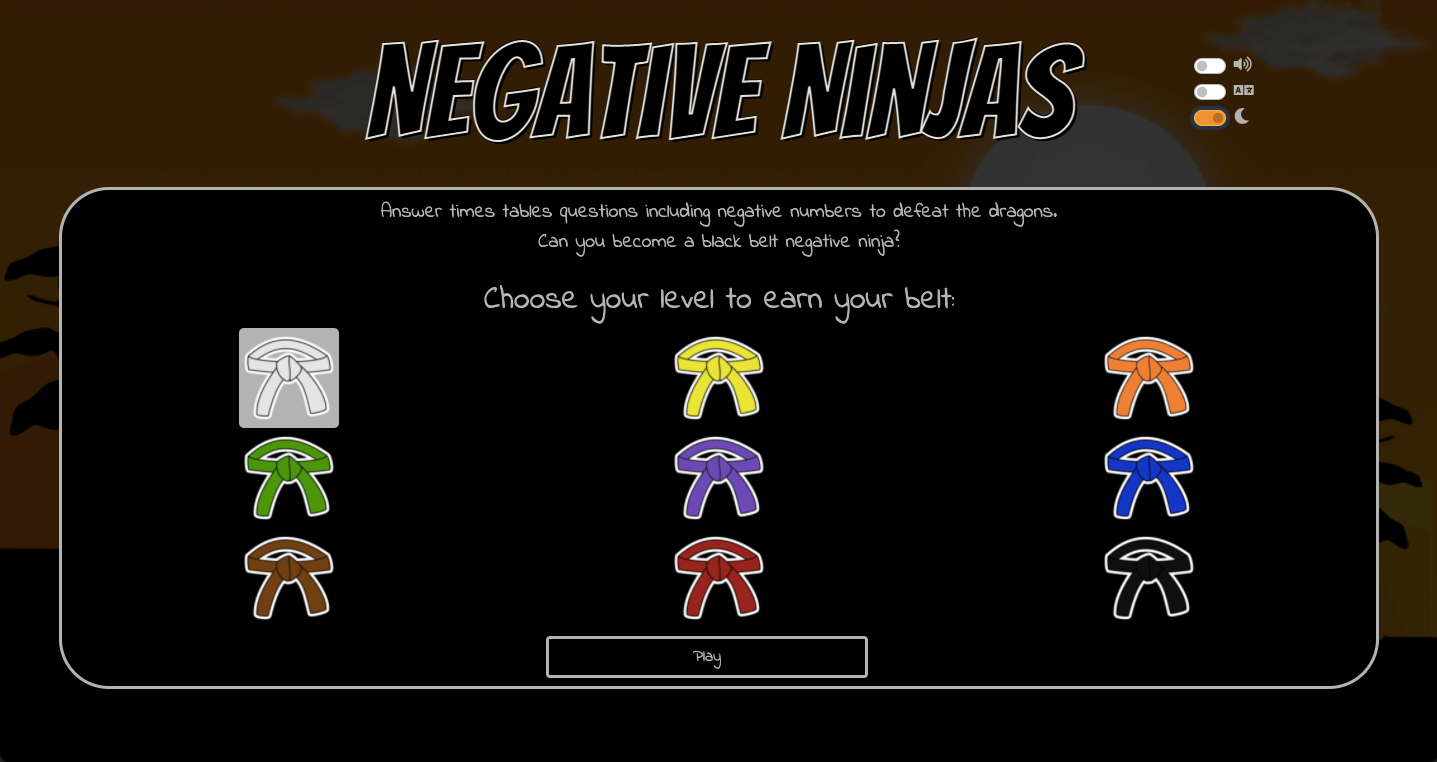 NEGATIVE NINJAS
Answer times tables questions including negative numbers to defeat the dragons.
Can you become a black belt negative ninja?
Choose your level to earn your belt:
Play